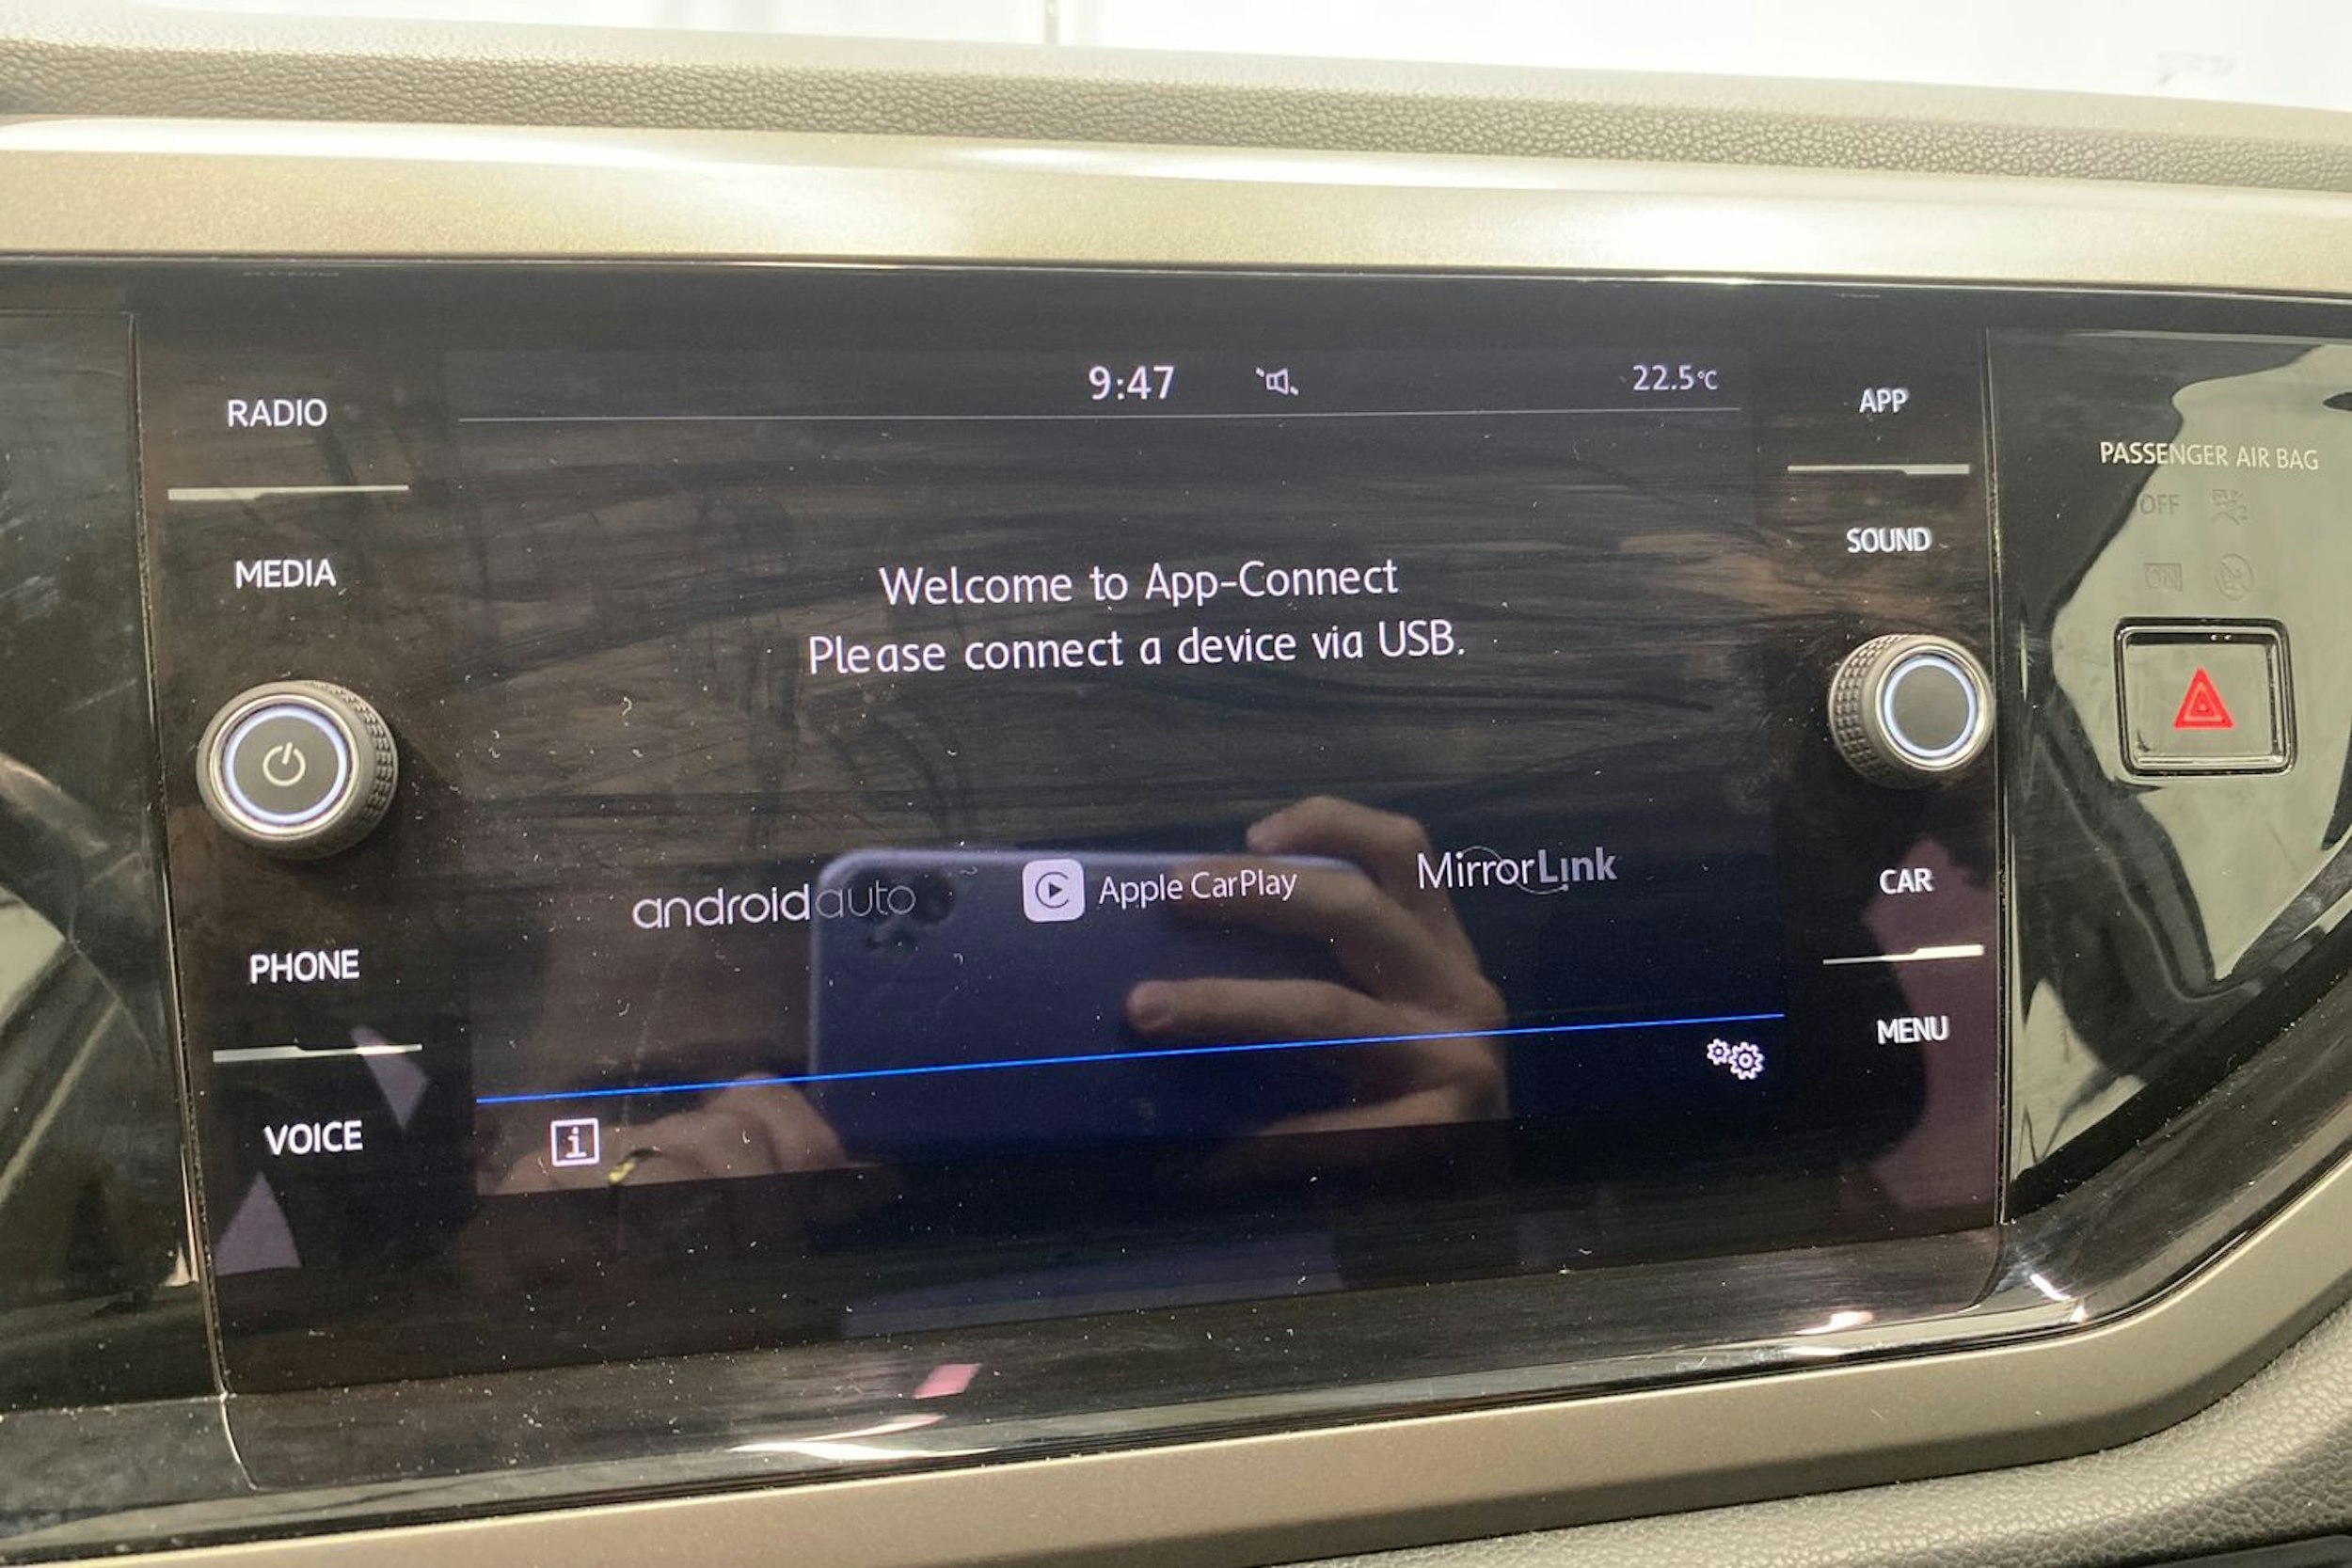 9:47
22.5°C
RADIO
MEDIA
PHONE
VOICE
Welcome to App-Connect
Please connect a device via USB.
androidauto
Apple CarPlay
MirrorLink
i
APP
SOUND
CAR
MENU
PASSENGER AIR BAG
OFF
ON